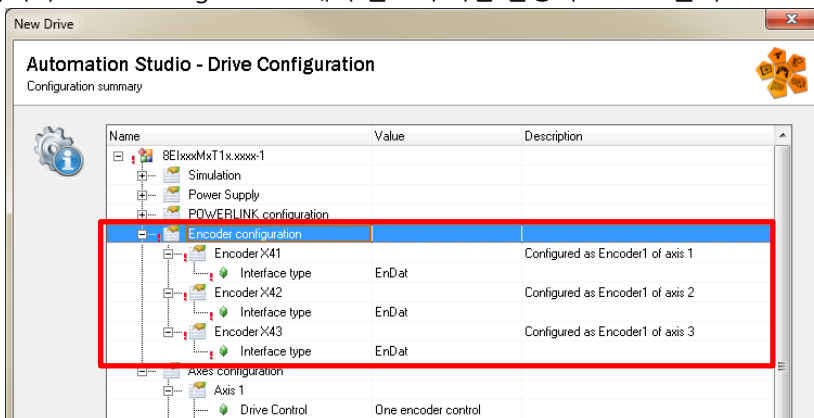 New Drive
Automation Studio - Drive Configuration
Configuration summary
Name Value Description
8EIxxxMxT1x.xxxx-1
Simulation
Power Supply
POWERLINK configuration
Encoder configuration
Encoder X41 Configured as Encoder1 of axis 1
Interface type EnDat
Encoder X42 Configured as Encoder1 of axis 2
Interface type EnDat
Encoder X43 Configured as Encoder1 of axis 3
Interface type EnDat
Axes configuration
Axis 1
Drive Control One encoder control